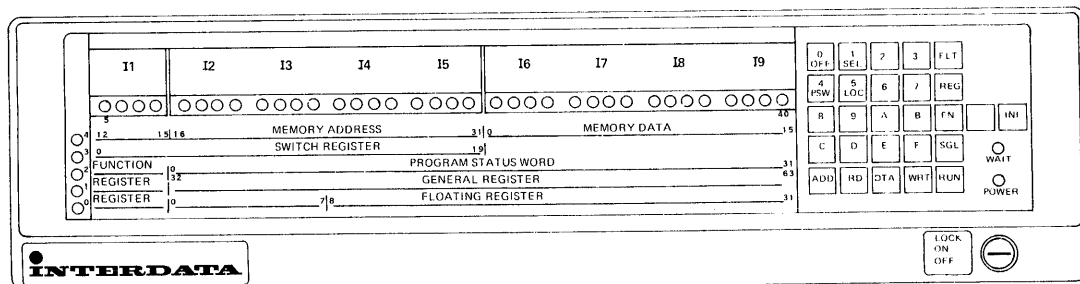 I1 I2 I3 I4 I5 I6 I7 I8 I9
5 40
4 12 15 16 MEMORY ADDRESS 31 0 MEMORY DATA 15
3 0 SWITCH REGISTER 19
2 FUNCTION 0 PROGRAM STATUS WORD 31
1 REGISTER 32 GENERAL REGISTER 63
0 REGISTER 0 7 8 FLOATING REGISTER 31
0 OFF 1 SEL 2 3 FLT
4 PSW 5 LOC 6 7 REG
8 9 A B FN INI
C D E F SGL
WAIT
ADD RD DTA WRT RUN
POWER
LOCK
ON
OFF
INTERDATA